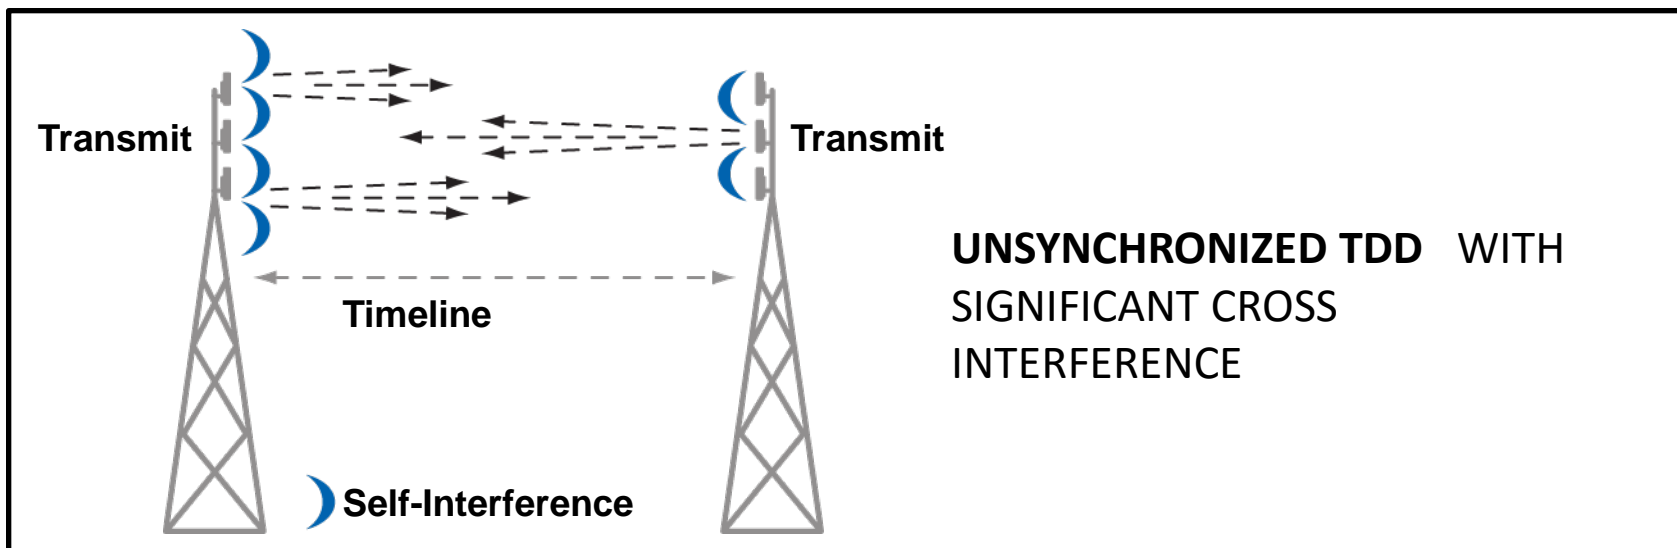 Transmit
Transmit
UNSYNCHRONIZED TDD WITH
SIGNIFICANT CROSS
INTERFERENCE
Timeline
Self-Interference